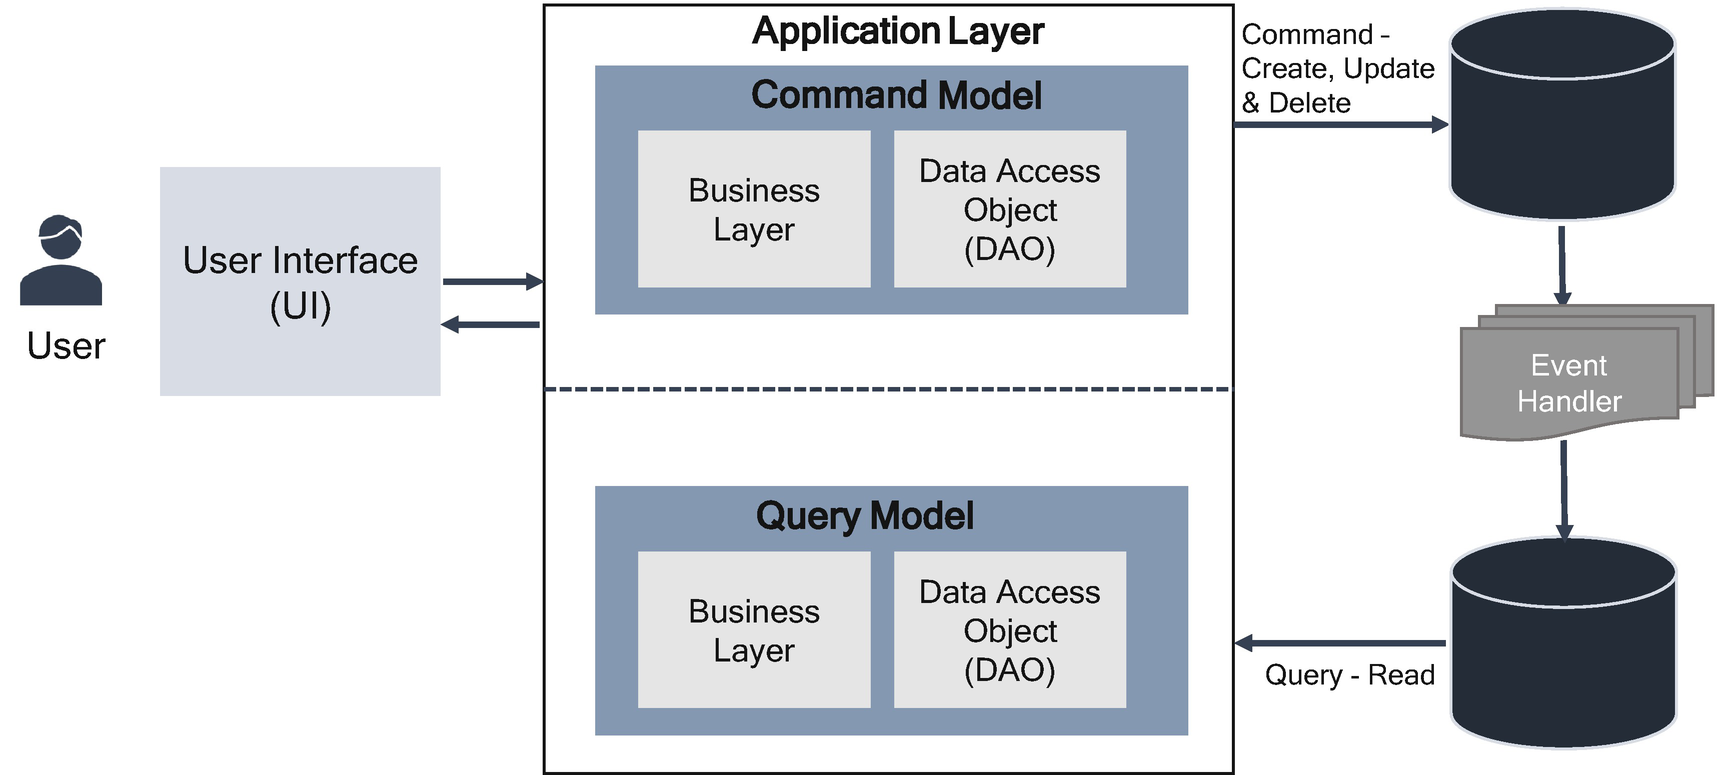 User
User Interface
(UI)
Application Layer
Command Model
Business
Layer
Data Access
Object
(DAO)
Query Model
Business
Layer
Data Access
Object
(DAO)
Command -
Create, Update
& Delete
Event
Handler
Query - Read